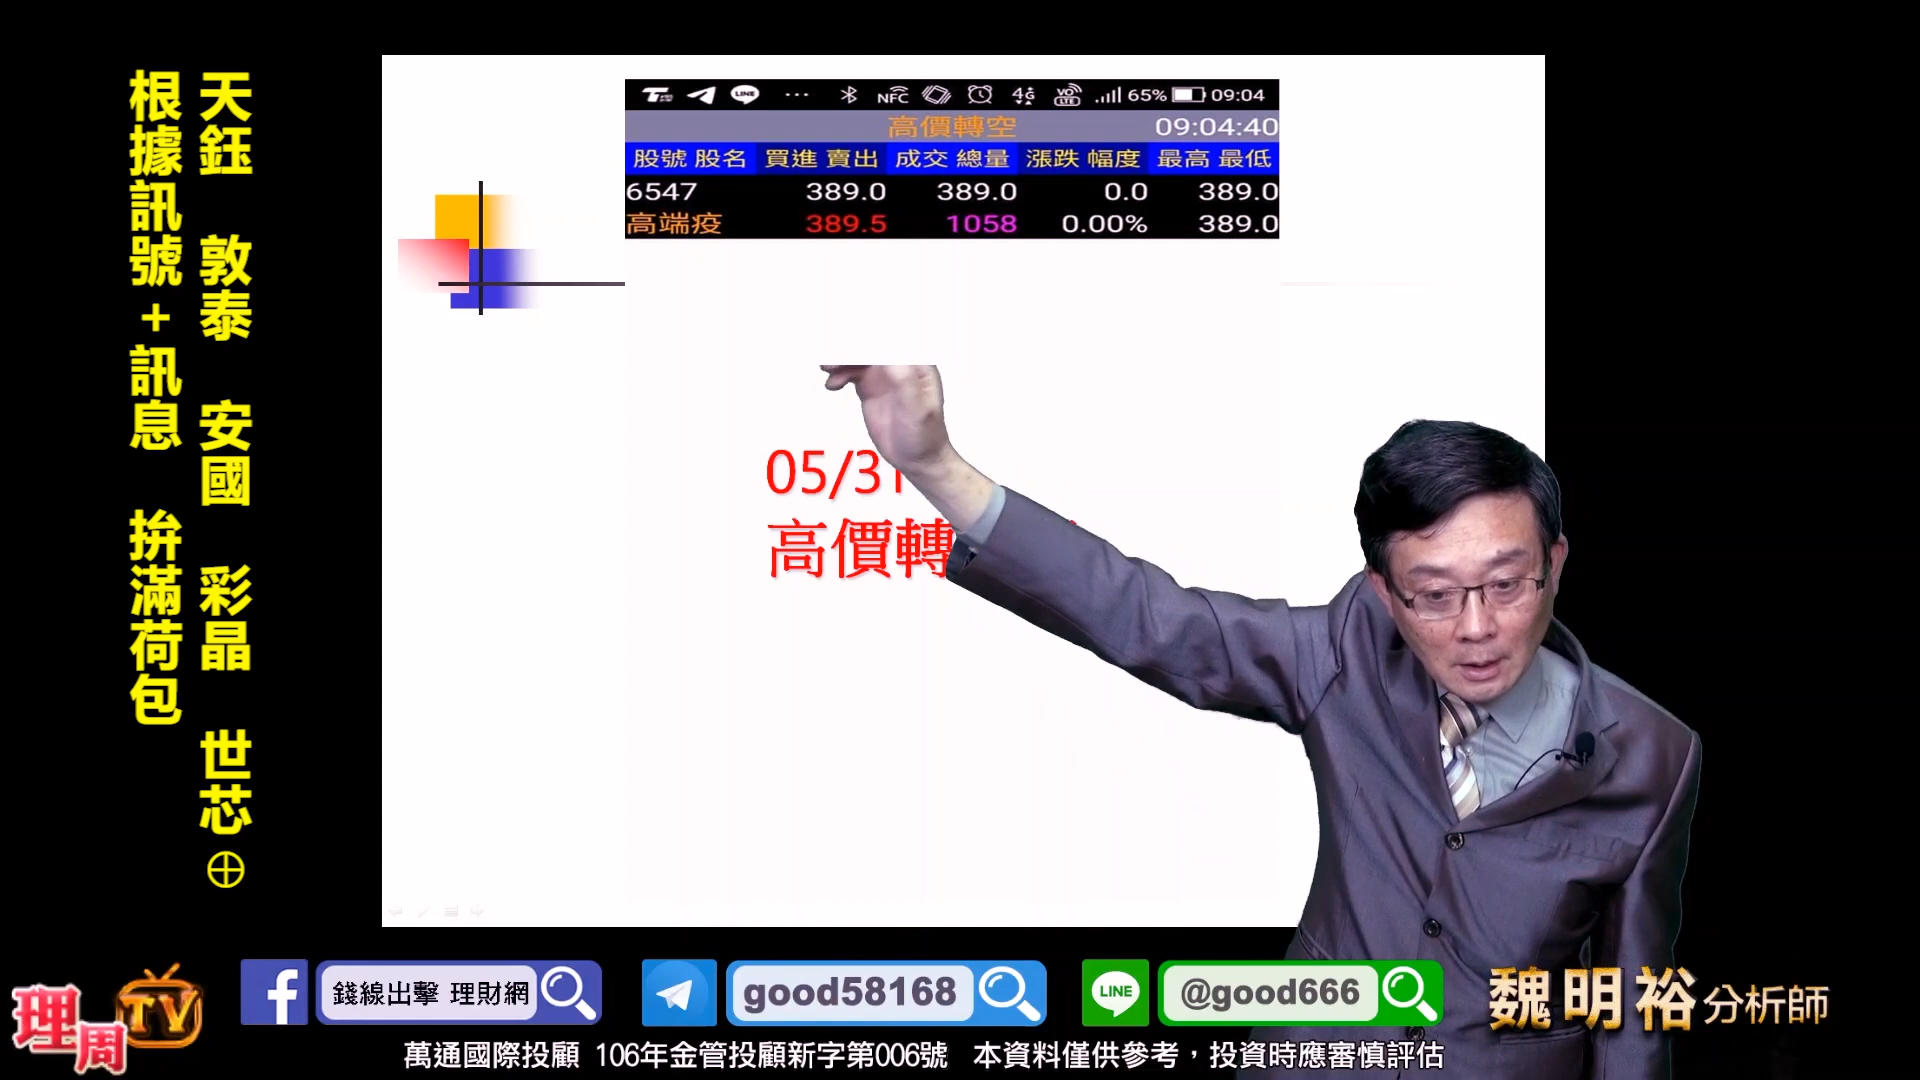 天鈺 敦泰 安國 彩晶 世芯⊕
根據訊號+訊息 拚滿荷包
LINE ... NFC 4G VO LTE 65% 09:04
高價轉空 09:04:40
股號 股名 買進 賣出 成交 總量 漲跌 幅度 最高 最低
6547 389.0 389.0 0.0 389.0
高端疫 389.5 1058 0.00% 389.0
05/31
高價轉
理周TV
錢線出擊 理財網
good58168
LINE @good666
魏明裕分析師
萬通國際投顧 106年金管投顧新字第006號 本資料僅供參考，投資時應審慎評估